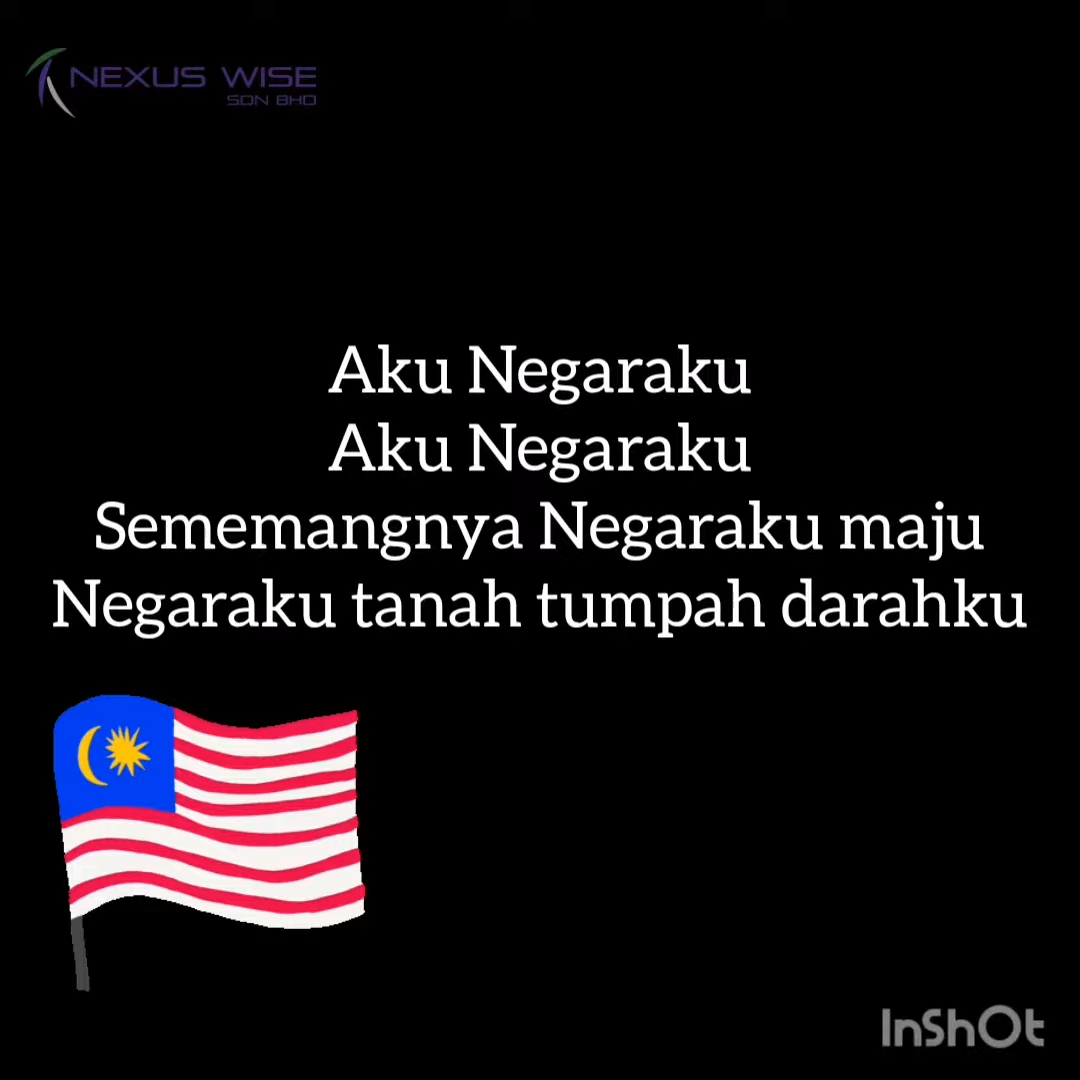 NEXUS WISE
SDN BHD
Aku Negaraku
Aku Negaraku
Sememangnya Negaraku maju
Negaraku tanah tumpah darahku
InShOt